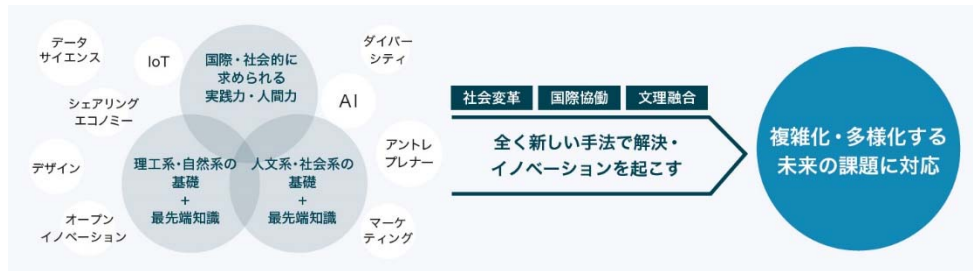 データ
サイエンス
IoT
国際・社会的に
求められる
実践力・人間力
ダイバー
シティ
シェアリング
エコノミー
AI
デザイン
理工系・自然系の
基礎
+
最先端知識
人文系・社会系の
基礎
+
最先端知識
アントレ
プレナー
オープン
イノベーション
マーケ
ティング
社会変革
国際協働
文理融合
全く新しい手法で解決・
イノベーションを起こす
複雑化・多様化する
未来の課題に対応